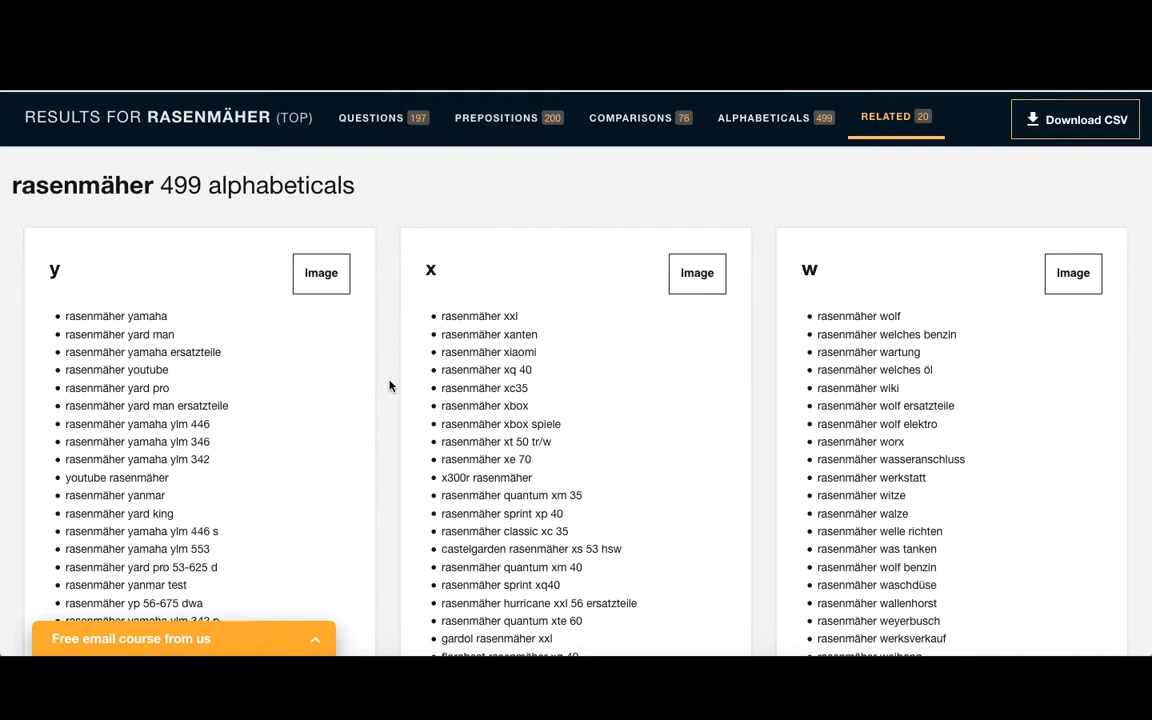 RESULTS FOR RASENMÄHER (TOP) QUESTIONS 197 PREPOSITIONS 200 COMPARISONS 76 ALPHABETICALS 499 RELATED 20 Download CSV
rasenmäher 499 alphabeticals
y
Image
rasenmäher yamaha
rasenmäher yard man
rasenmäher yamaha ersatzteile
rasenmäher youtube
rasenmäher yard pro
rasenmäher yard man ersatzteile
rasenmäher yamaha ylm 446
rasenmäher yamaha ylm 346
rasenmäher yamaha ylm 342
youtube rasenmäher
rasenmäher yanmar
rasenmäher yard king
rasenmäher yamaha ylm 446 s
rasenmäher yamaha ylm 553
rasenmäher yard pro 53-625 d
rasenmäher yanmar test
rasenmäher yp 56-675 dwa
rasenmäher yamaha ylm 342 p
Free email course from us
x
Image
rasenmäher xxl
rasenmäher xanten
rasenmäher xiaomi
rasenmäher xq 40
rasenmäher xc35
rasenmäher xbox
rasenmäher xbox spiele
rasenmäher xt 50 tr/w
rasenmäher xe 70
x300r rasenmäher
rasenmäher quantum xm 35
rasenmäher sprint xp 40
rasenmäher classic xc 35
castelgarden rasenmäher xs 53 hsw
rasenmäher quantum xm 40
rasenmäher sprint xq40
rasenmäher hurricane xxl 56 ersatzteile
rasenmäher quantum xte 60
gardol rasenmäher xxl
w
Image
rasenmäher wolf
rasenmäher welches benzin
rasenmäher wartung
rasenmäher welches öl
rasenmäher wiki
rasenmäher wolf ersatzteile
rasenmäher wolf elektro
rasenmäher worx
rasenmäher wasseranschluss
rasenmäher werkstatt
rasenmäher witze
rasenmäher walze
rasenmäher welle richten
rasenmäher was tanken
rasenmäher wolf benzin
rasenmäher waschdüse
rasenmäher wallenhorst
rasenmäher weyerbusch
rasenmäher werksverkauf